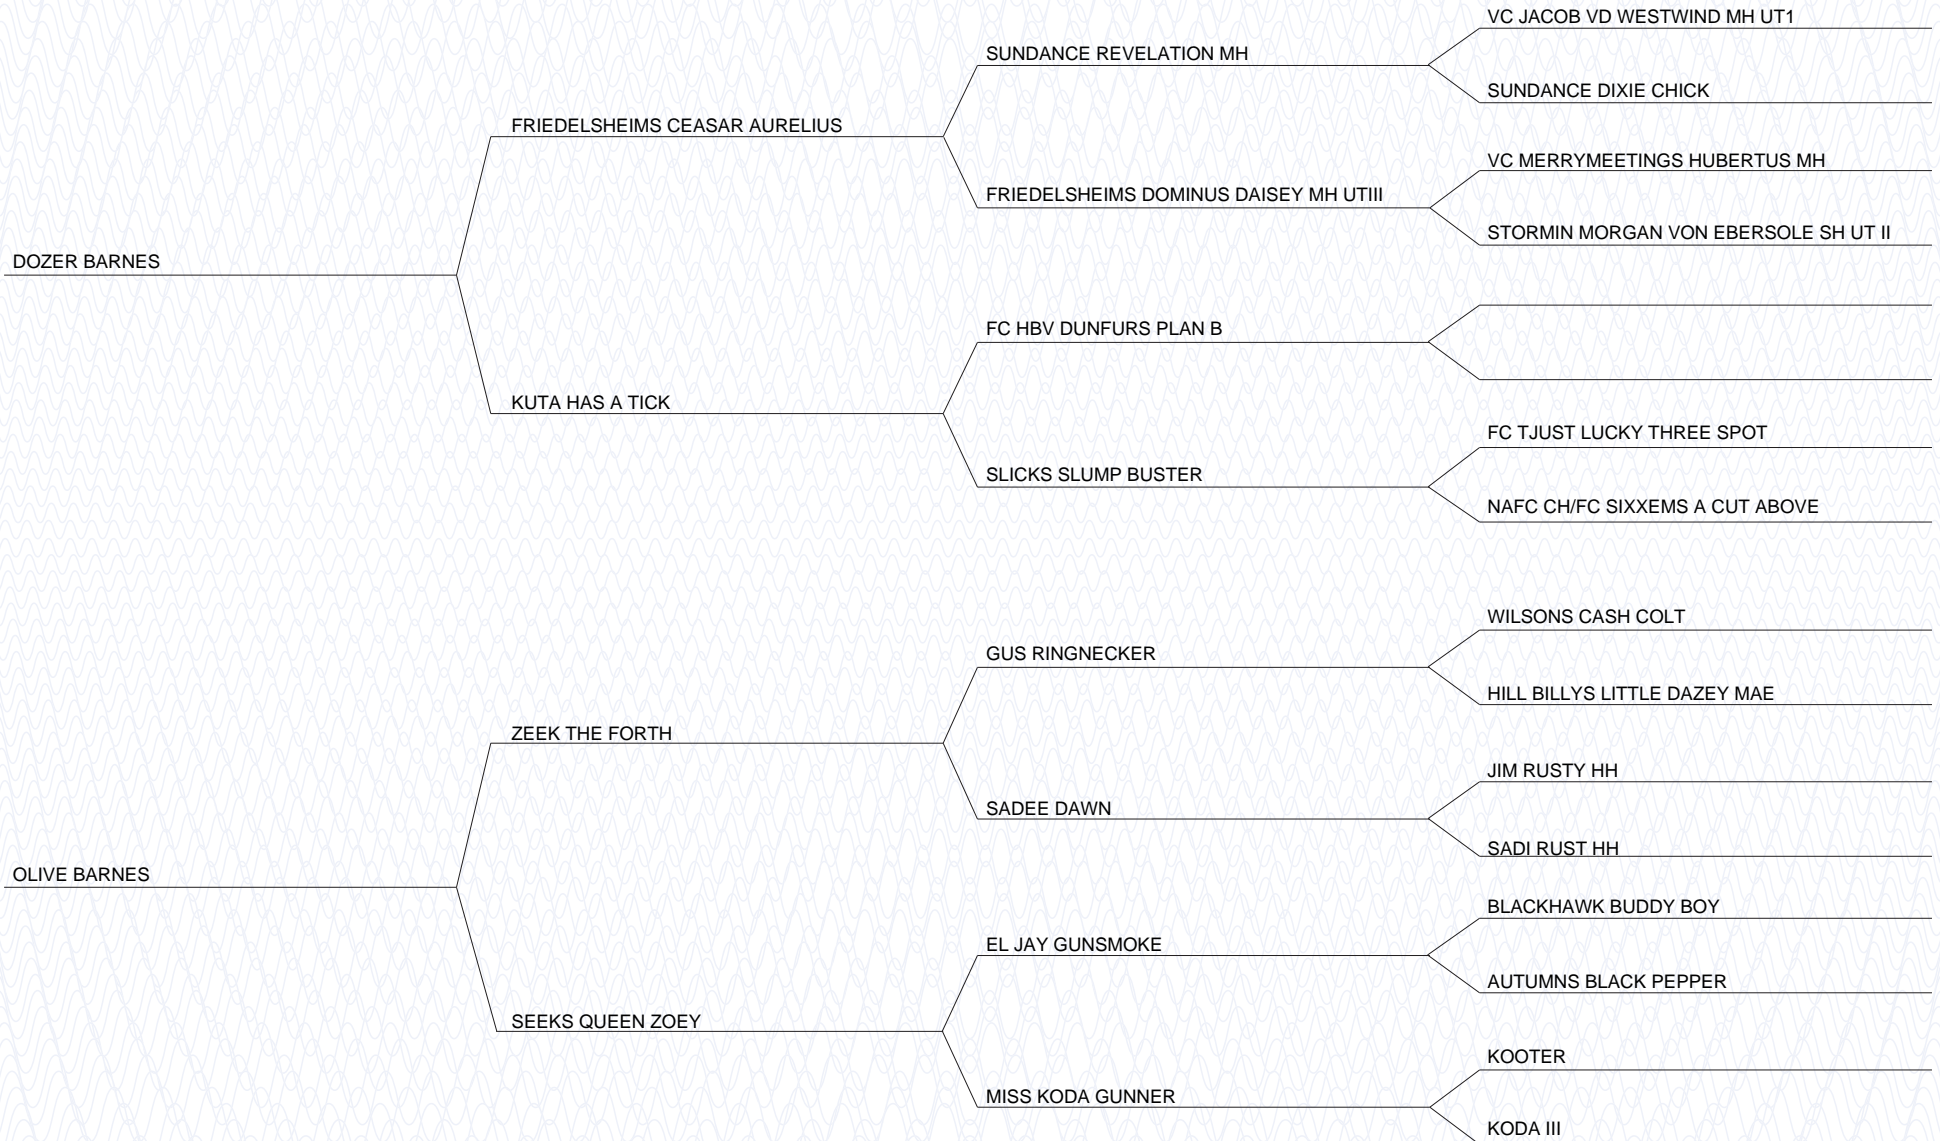 VC JACOB VD WESTWIND MH UT1
SUNDANCE REVELATION MH
SUNDANCE DIXIE CHICK
FRIEDELSHEIMS CEASAR AURELIUS
VC MERRYMEETINGS HUBERTUS MH
FRIEDELSHEIMS DOMINUS DAISEY MH UTIII
STORMIN MORGAN VON EBERSOLE SH UT II
DOZER BARNES
FC HBV DUNFURS PLAN B
KUTA HAS A TICK
FC TJUST LUCKY THREE SPOT
SLICKS SLUMP BUSTER
NAFC CH/FC SIXXEMS A CUT ABOVE
WILSONS CASH COLT
GUS RINGNECKER
HILL BILLYS LITTLE DAZEY MAE
ZEEK THE FORTH
JIM RUSTY HH
SADEE DAWN
SADI RUST HH
OLIVE BARNES
BLACKHAWK BUDDY BOY
EL JAY GUNSMOKE
AUTUMNS BLACK PEPPER
SEEKS QUEEN ZOEY
KOOTER
MISS KODA GUNNER
KODA III